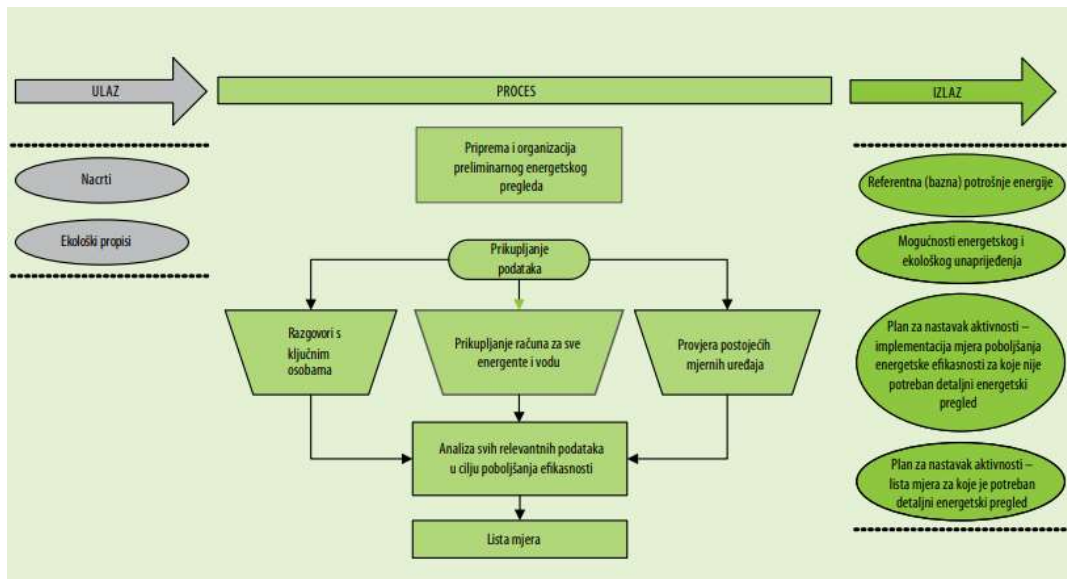 ULAZ
PROCES
IZLAZ
Nacrti
Ekološki propisi
Priprema i organizacija
preliminarnog energetskog
pregleda
Prikupljanje
podataka
Razgovori s
ključnim
osobama
Prikupljanje računa za sve
energente i vodu
Provjera postojećih
mjernih uređaja
Analiza svih relevantnih podataka
u cilju poboljšanja efikasnosti
Lista mjera
Referentna (bazna) potrošnje energije
Mogućnosti energetskog i
ekološkog unaprijeđenja
Plan za nastavak aktivnosti –
implementacija mjera poboljšanja
energetske efikasnosti za koje nije
potreban detaljni energetski
pregled
Plan za nastavak aktivnosti –
lista mjera za koje je potreban
detaljni energetski pregled